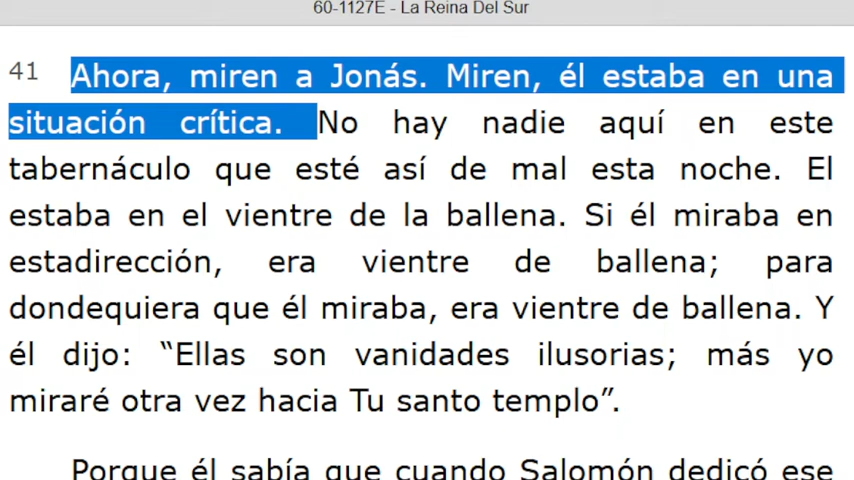 60-1127E - La Reina Del Sur
41 Ahora, miren a Jonás. Miren, él estaba en una
situación crítica. No hay nadie aquí en este
tabernáculo que esté así de mal esta noche. El
estaba en el vientre de la ballena. Si él miraba en
estadirección, era vientre de ballena; para
dondequiera que él miraba, era vientre de ballena. Y
él dijo: “Ellas son vanidades ilusorias; más yo
miraré otra vez hacia Tu santo templo”.
Porque él sabía que cuando Salomón dedicó ese